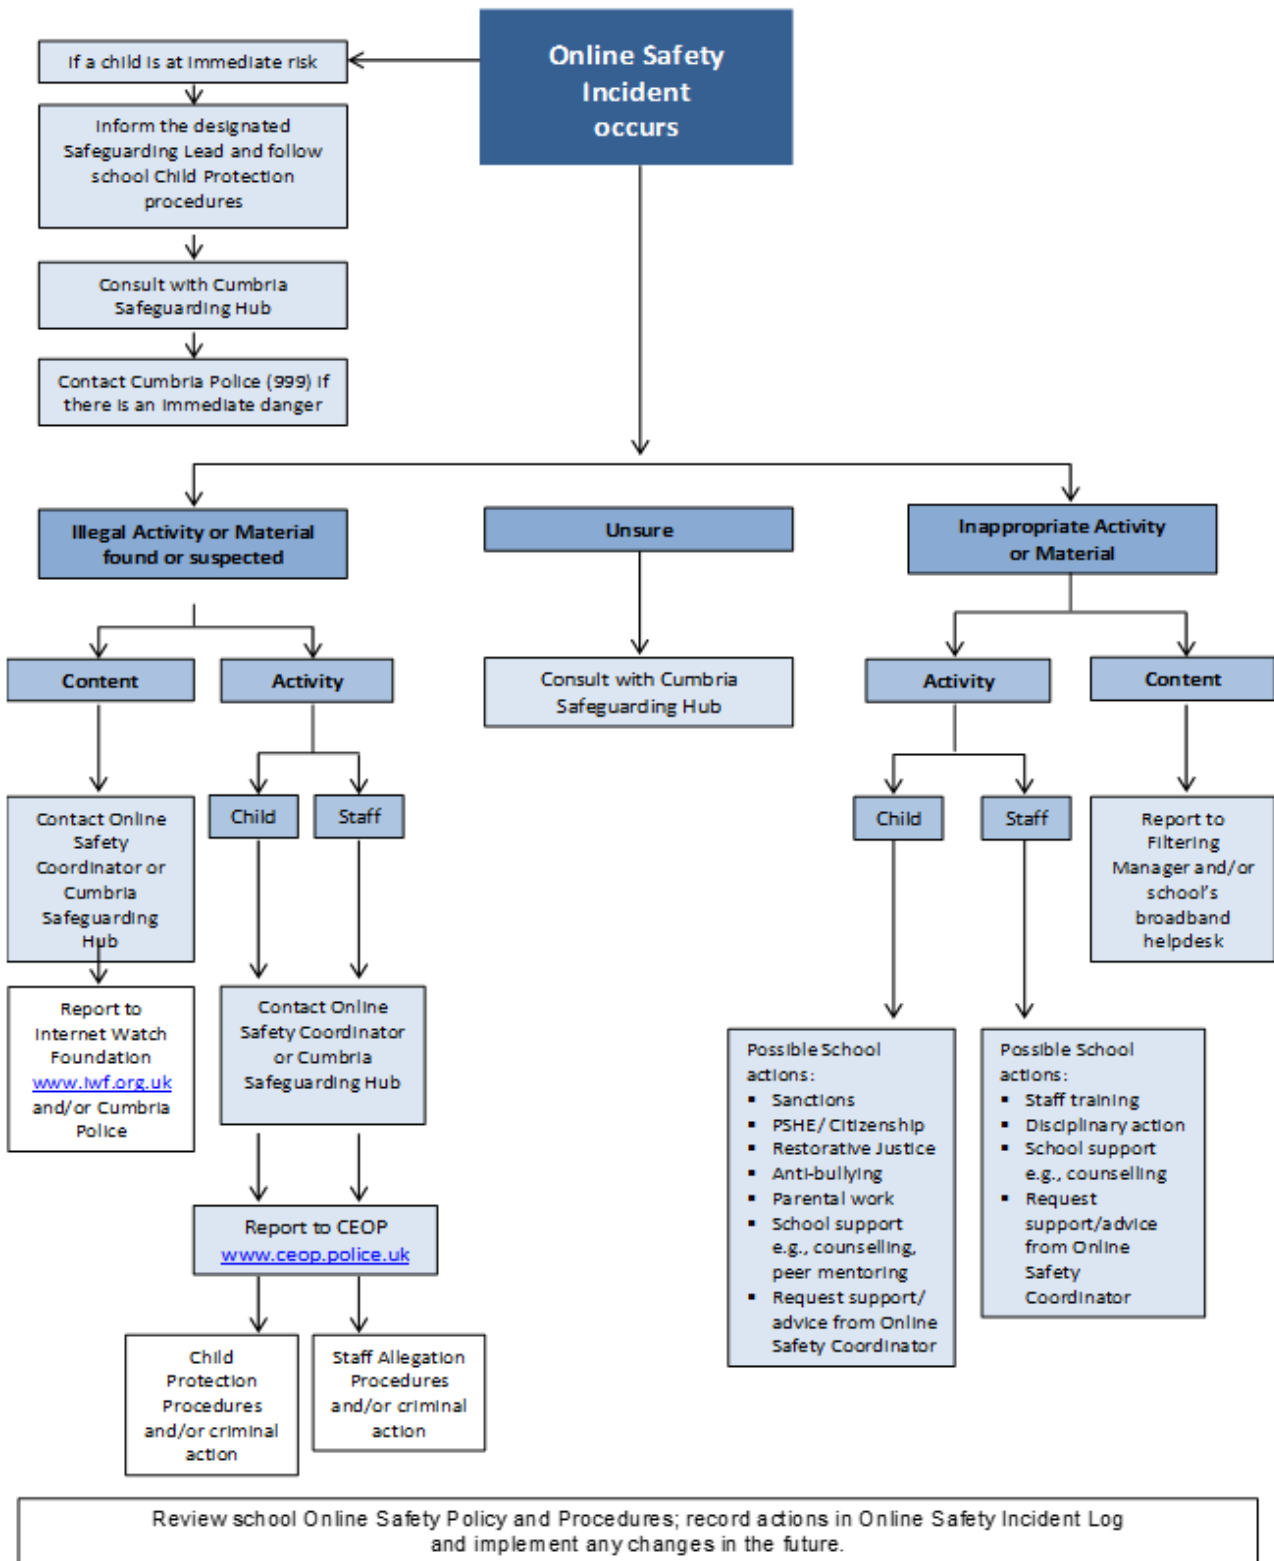 Online Safety
Incident
occurs
If a child is at immediate risk
Inform the designated
Safeguarding Lead and follow
school Child Protection
procedures
Consult with Cumbria
Safeguarding Hub
Contact Cumbria Police (999) if
there is an immediate danger
Illegal Activity or Material
found or suspected
Unsure
Inappropriate Activity
or Material
Content
Activity
Consult with Cumbria
Safeguarding Hub
Activity
Content
Contact Online
Safety
Coordinator or
Cumbria
Safeguarding
Hub
Child
Staff
Child
Staff
Report to
Filtering
Manager and/or
school's
broadband
helpdesk
Report to
Internet Watch
Foundation
www.iwf.org.uk
and/or Cumbria
Police
Contact Online
Safety Coordinator
or Cumbria
Safeguarding Hub
Possible School
actions:
▪ Sanctions
▪ PSHE/ Citizenship
▪ Restorative Justice
▪ Anti-bullying
▪ Parental work
▪ School support
e.g., counselling,
peer mentoring
▪ Request support/
advice from Online
Safety Coordinator
Possible School
actions:
▪ Staff training
▪ Disciplinary action
▪ School support
e.g., counselling
▪ Request
support/advice
from Online
Safety
Coordinator
Report to CEOP
www.ceop.police.uk
Child
Protection
Procedures
and/or criminal
action
Staff Allegation
Procedures
and/or criminal
action
Review school Online Safety Policy and Procedures; record actions in Online Safety Incident Log
and implement any changes in the future.